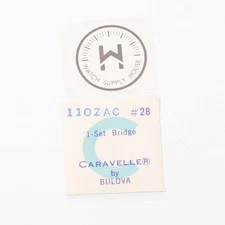 WATCH SUPPLY HOUSE
11OZAC #28
1-Set Bridge
CARAVELLE®
by
BULOVA